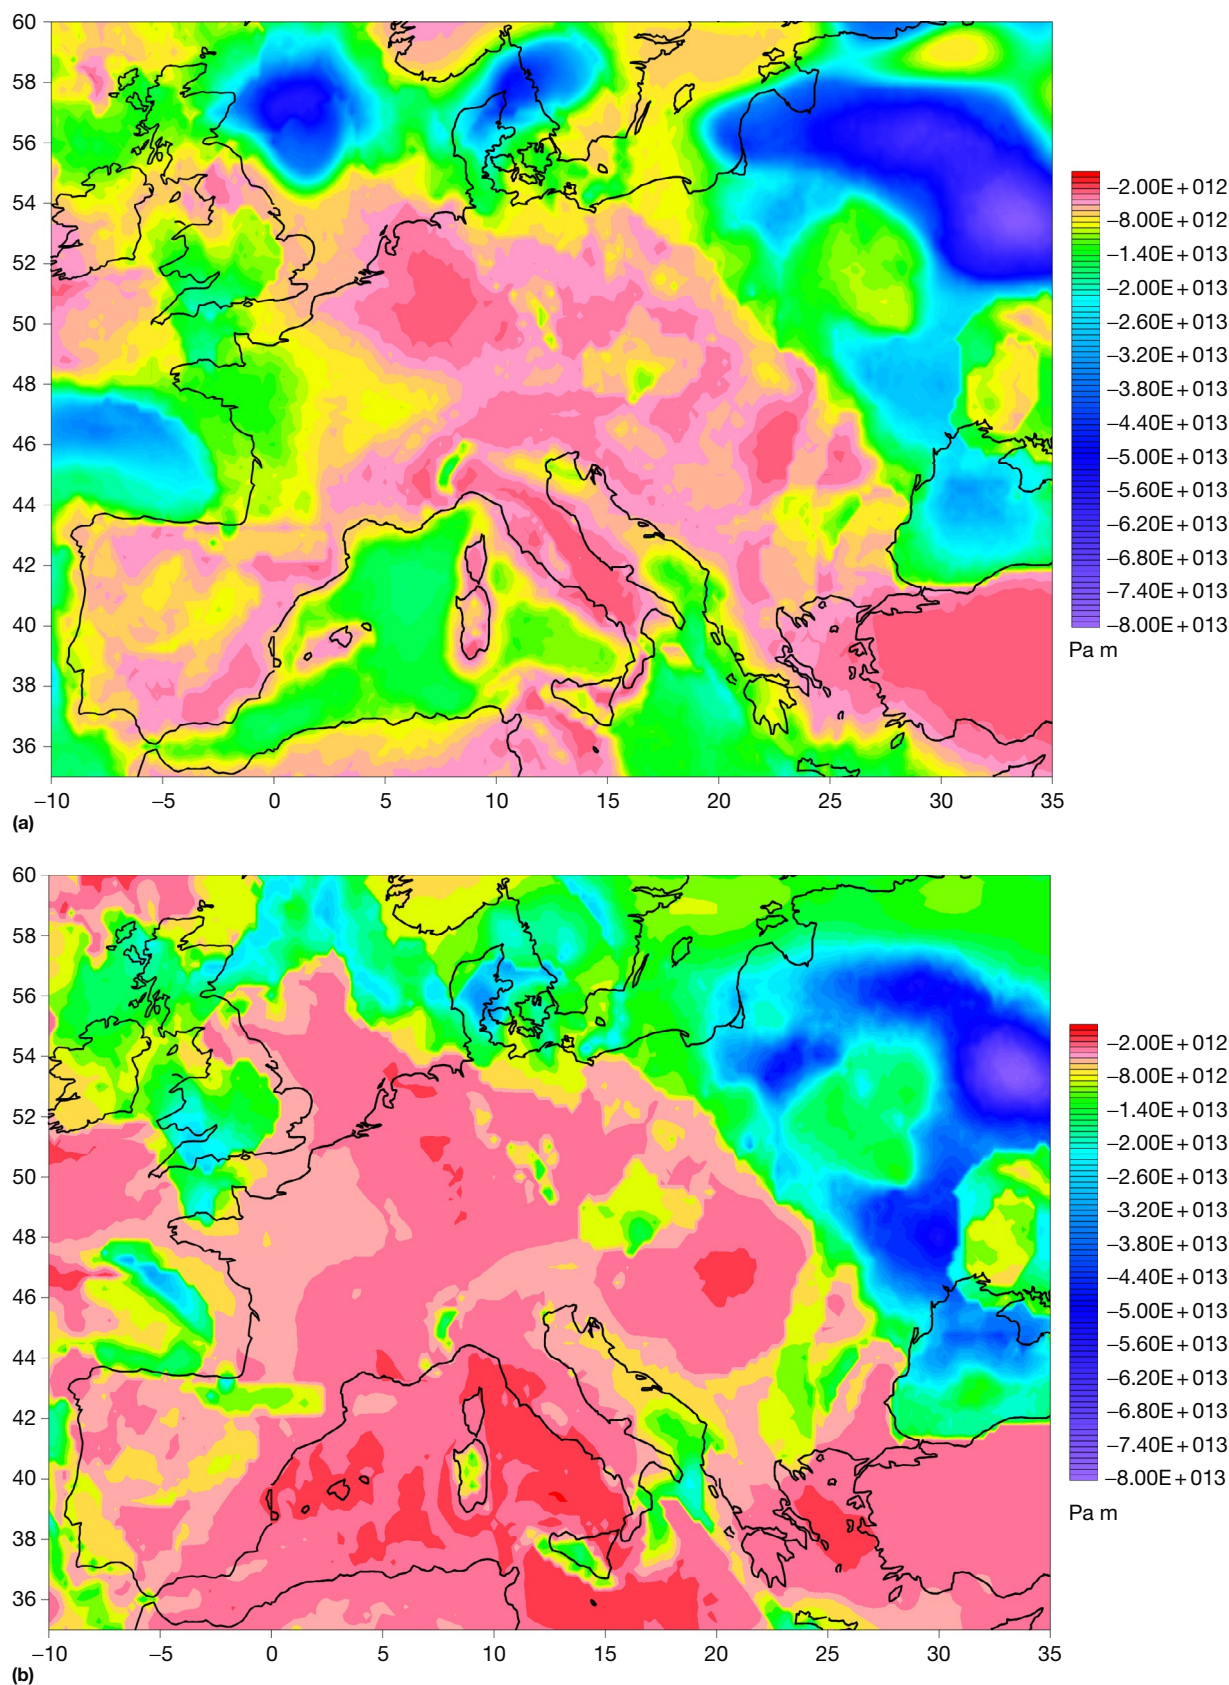 60
58
56
54
52
50
48
46
44
42
40
38
36
−10
−5
0
5
10
15
20
25
30
35
(a)
−2.00E + 012
−8.00E + 012
−1.40E + 013
−2.00E + 013
−2.60E + 013
−3.20E + 013
−3.80E + 013
−4.40E + 013
−5.00E + 013
−5.60E + 013
−6.20E + 013
−6.80E + 013
−7.40E + 013
−8.00E + 013
Pa m
60
58
56
54
52
50
48
46
44
42
40
38
36
−10
−5
0
5
10
15
20
25
30
35
(b)
−2.00E + 012
−8.00E + 012
−1.40E + 013
−2.00E + 013
−2.60E + 013
−3.20E + 013
−3.80E + 013
−4.40E + 013
−5.00E + 013
−5.60E + 013
−6.20E + 013
−6.80E + 013
−7.40E + 013
−8.00E + 013
Pa m